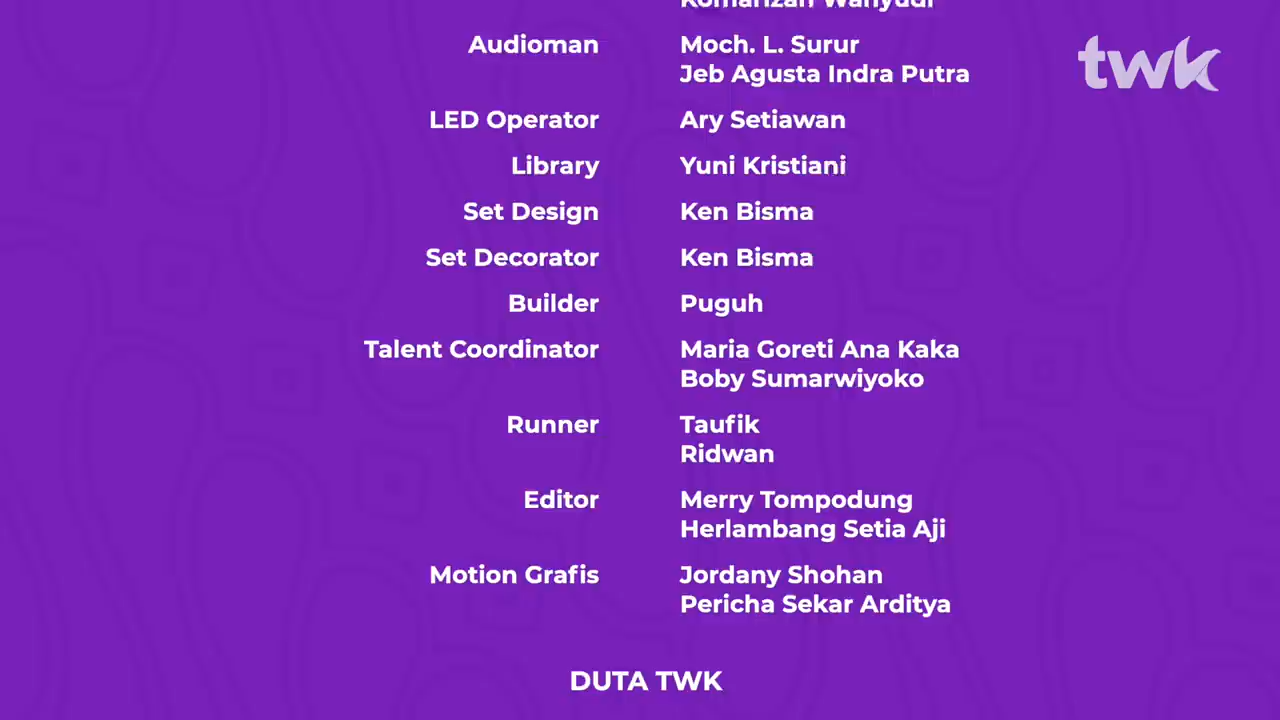 Komarizah Wahyudi
Audioman Moch. L. Surur
Jeb Agusta Indra Putra
LED Operator Ary Setiawan
Library Yuni Kristiani
Set Design Ken Bisma
Set Decorator Ken Bisma
Builder Puguh
Talent Coordinator Maria Goreti Ana Kaka
Boby Sumarwiyoko
Runner Taufik
Ridwan
Editor Merry Tompodung
Herlambang Setia Aji
Motion Grafis Jordany Shohan
Pericha Sekar Arditya
DUTA TWK
twk